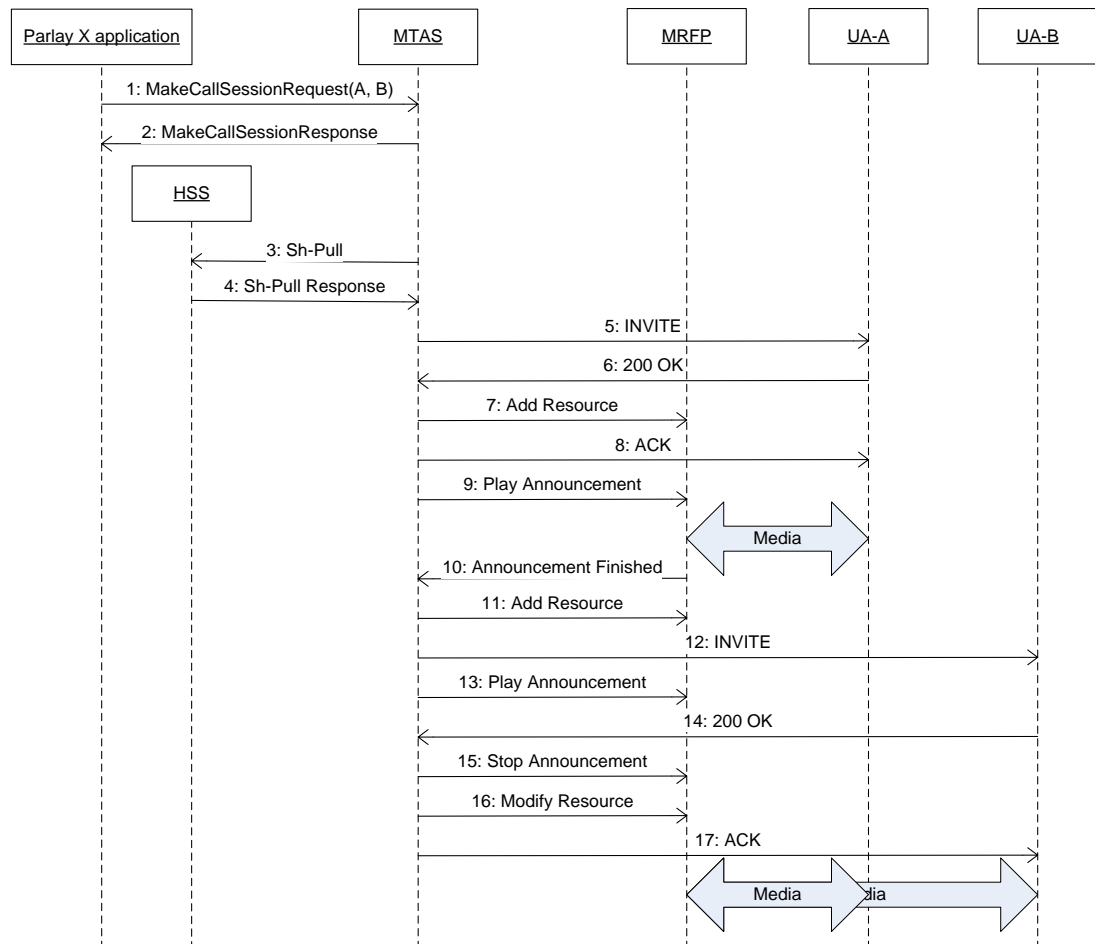 Parlay X application
MTAS
MRFP
UA-A
UA-B
1: MakeCallSessionRequest(A, B)
2: MakeCallSessionResponse
HSS
3: Sh-Pull
4: Sh-Pull Response
5: INVITE
6: 200 OK
7: Add Resource
8: ACK
9: Play Announcement
Media
10: Announcement Finished
11: Add Resource
12: INVITE
13: Play Announcement
14: 200 OK
15: Stop Announcement
16: Modify Resource
17: ACK
Media